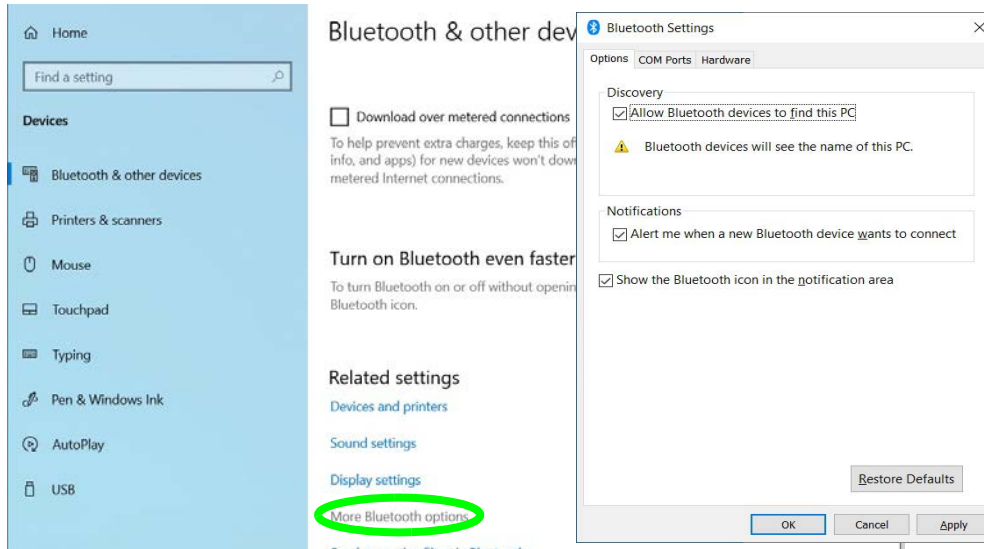 Home
Find a setting
Devices
Bluetooth & other devices
Printers & scanners
Mouse
Touchpad
Typing
Pen & Windows Ink
AutoPlay
USB
Bluetooth & other dev
Download over metered connections
To help prevent extra charges, keep this of
info, and apps) for new devices won't dow
metered Internet connections.
Turn on Bluetooth even faster
To turn Bluetooth on or off without openin
Bluetooth icon.
Related settings
Devices and printers
Sound settings
Display settings
More Bluetooth options
Bluetooth Settings
Options COM Ports Hardware
Discovery
Allow Bluetooth devices to find this PC
Bluetooth devices will see the name of this PC.
Notifications
Alert me when a new Bluetooth device wants to connect
Show the Bluetooth icon in the notification area
Restore Defaults
OK Cancel Apply